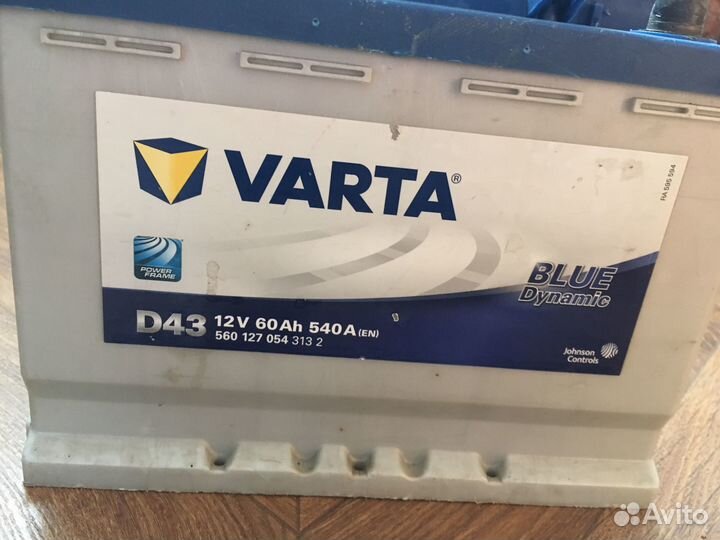 VARTA®
RA 595 594
POWER
FRAME
BLUE
Dynamic
D43 12V 60Ah 540A (EN)
560 127 054 313 2
Johnson
Controls
Avito